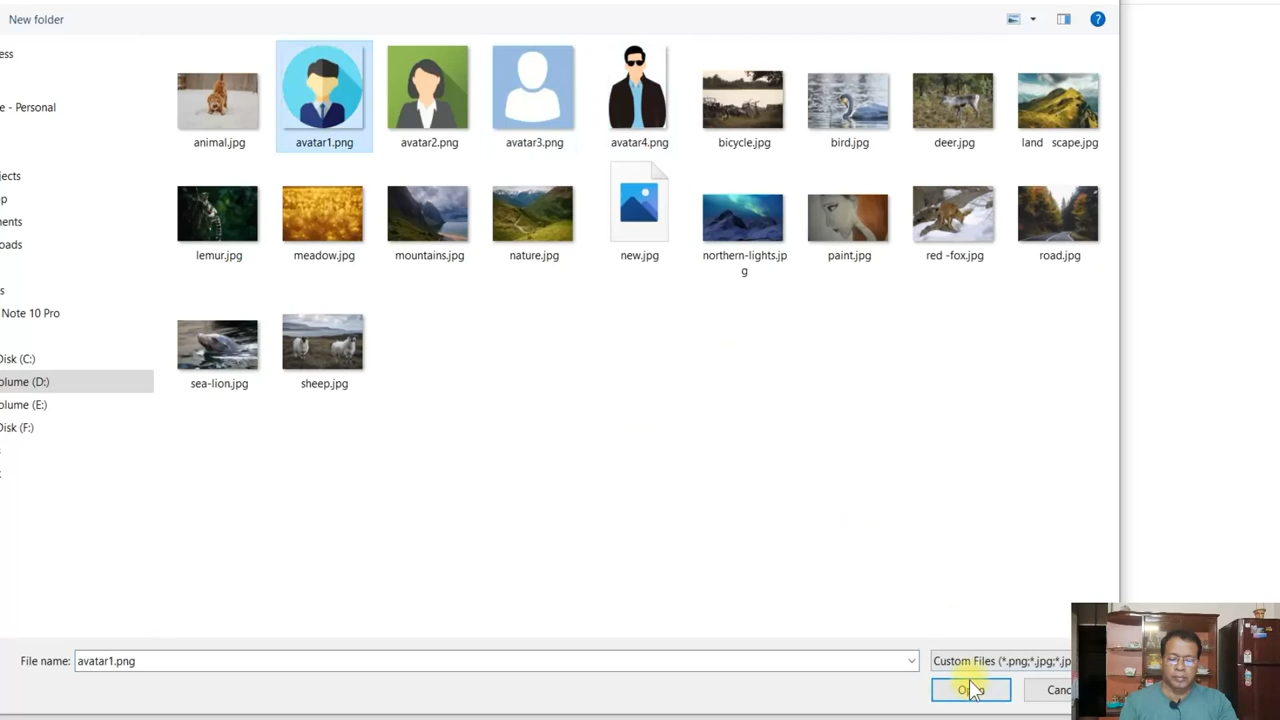 New folder
ess
e - Personal
jects
p
ments
oads
s
Note 10 Pro
Disk (C:)
olume (D:)
olume (E:)
Disk (F:)
s
t
animal.jpg
avatar1.png
avatar2.png
avatar3.png
avatar4.png
bicycle.jpg
bird.jpg
deer.jpg
land scape.jpg
lemur.jpg
meadow.jpg
mountains.jpg
nature.jpg
new.jpg
northern-lights.jp
g
paint.jpg
red -fox.jpg
road.jpg
sea-lion.jpg
sheep.jpg
File name: avatar1.png
Custom Files (*.png;*.jpg;*.jp
Open
Canc